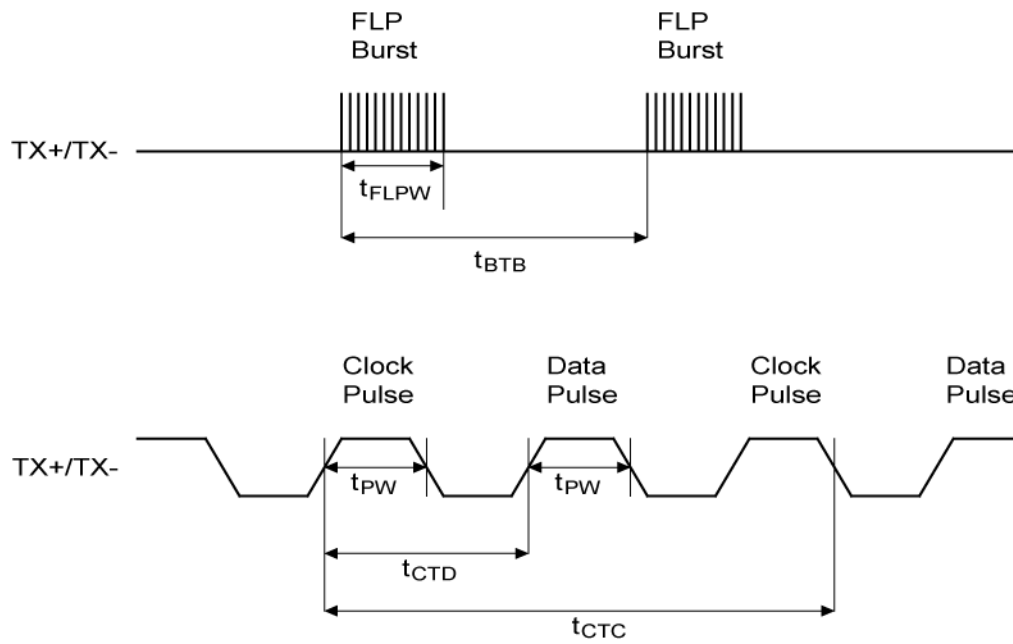 FLP
Burst
FLP
Burst
TX+/TX-
tFLPW
tBTB
Clock
Pulse
Data
Pulse
Clock
Pulse
Data
Pulse
TX+/TX-
tPW
tPW
tCTD
tCTC